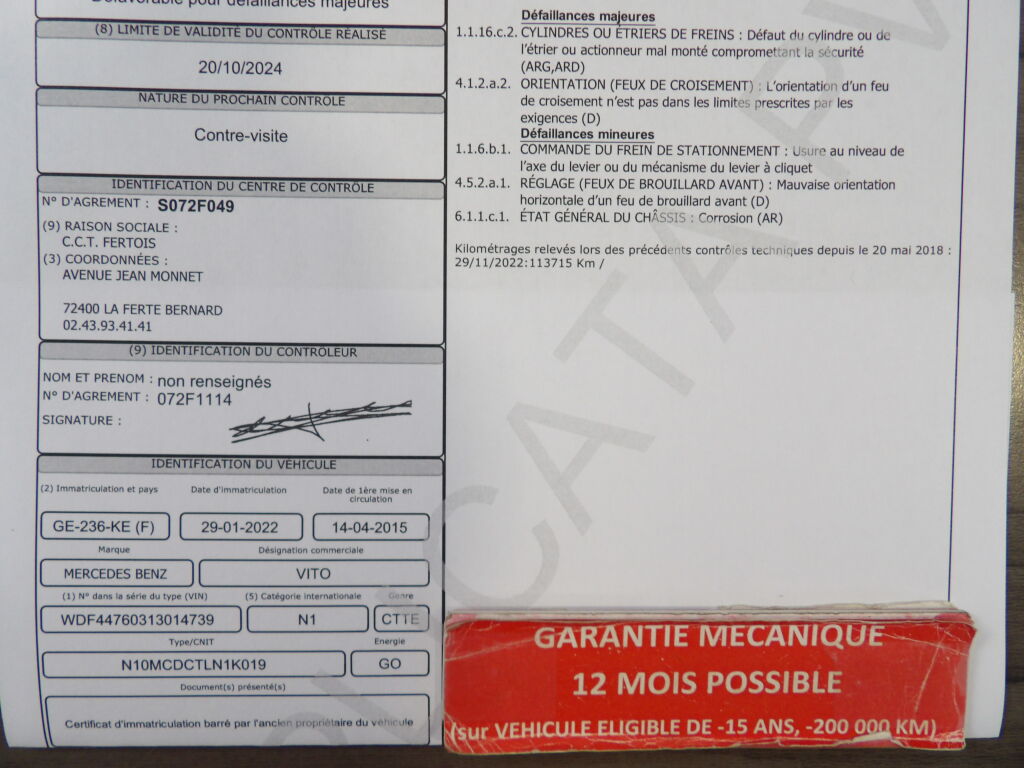 Défavorable pour défaillances majeures
(8) LIMITE DE VALIDITÉ DU CONTRÔLE RÉALISÉ
20/10/2024
NATURE DU PROCHAIN CONTRÔLE
Contre-visite
IDENTIFICATION DU CENTRE DE CONTRÔLE
N° D'AGREMENT : S072F049
(9) RAISON SOCIALE :
C.C.T. FERTOIS
(3) COORDONNÉES :
AVENUE JEAN MONNET
72400 LA FERTE BERNARD
02.43.93.41.41
(9) IDENTIFICATION DU CONTRÔLEUR
NOM ET PRENOM : non renseignés
N° D'AGREMENT : 072F1114
SIGNATURE :
IDENTIFICATION DU VÉHICULE
(2) Immatriculation et pays Date d'immatriculation Date de 1ère mise en circulation
GE-236-KE (F) 29-01-2022 14-04-2015
Marque Désignation commerciale
MERCEDES BENZ VITO
(1) N° dans la série du type (VIN) (5) Catégorie internationale Genre
WDF44760313014739 N1 CTTE
Type/CNIT Energie
N10MCDCTLN1K019 GO
Document(s) présenté(s)
Certificat d'immatriculation barré par l'ancien propriétaire du véhicule
Défaillances majeures
1.1.16.c.2. CYLINDRES OU ÉTRIERS DE FREINS : Défaut du cylindre ou de
l'étrier ou actionneur mal monté compromettant la sécurité
(ARG,ARD)
4.1.2.a.2. ORIENTATION (FEUX DE CROISEMENT) : L'orientation d'un feu
de croisement n'est pas dans les limites prescrites par les
exigences (D)
Défaillances mineures
1.1.6.b.1. COMMANDE DU FREIN DE STATIONNEMENT : Usure au niveau de
l'axe du levier ou du mécanisme du levier à cliquet
4.5.2.a.1. RÉGLAGE (FEUX DE BROUILLARD AVANT) : Mauvaise orientation
horizontale d'un feu de brouillard avant (D)
6.1.1.c.1. ÉTAT GÉNÉRAL DU CHÂSSIS : Corrosion (AR)
Kilométrages relevés lors des précédents contrôles techniques depuis le 20 mai 2018 :
29/11/2022:113715 Km /
GARANTIE MECANIQUE
12 MOIS POSSIBLE
(sur VEHICULE ELIGIBLE DE -15 ANS, -200 000 KM)